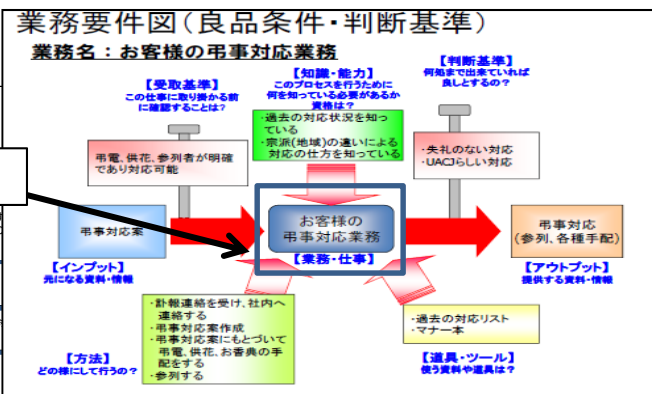 業務要件図(良品条件・判断基準)
業務名：お客様の弔事対応業務
【受取基準】
この仕事に取り掛かる前
に確認することは？
弔電、供花、参列者が明確
であり対応可能
【知識・能力】
このプロセスを行うために
何を知っている必要があるか
資格は？
・過去の対応状況を知っ
ている
・宗派(地域)の違いによる
対応の仕方を知っている
【判断基準】
何処まで出来ていれば
良しとするの？
・失礼のない対応
・UACJらしい対応
弔事対応案
【インプット】
元になる資料・情報
お客様の
弔事対応業務
【業務・仕事】
弔事対応
(参列、各種手配)
【アウトプット】
提供する資料・情報
【方法】
どの様にして行うの？
・訃報連絡を受け、社内へ
連絡する
・弔事対応案作成
・弔事対応案にもとづいて
弔電、供花、お香典の手
配をする
・参列する
・過去の対応リスト
・マナー本
【道具・ツール】
使う資料や道具は？